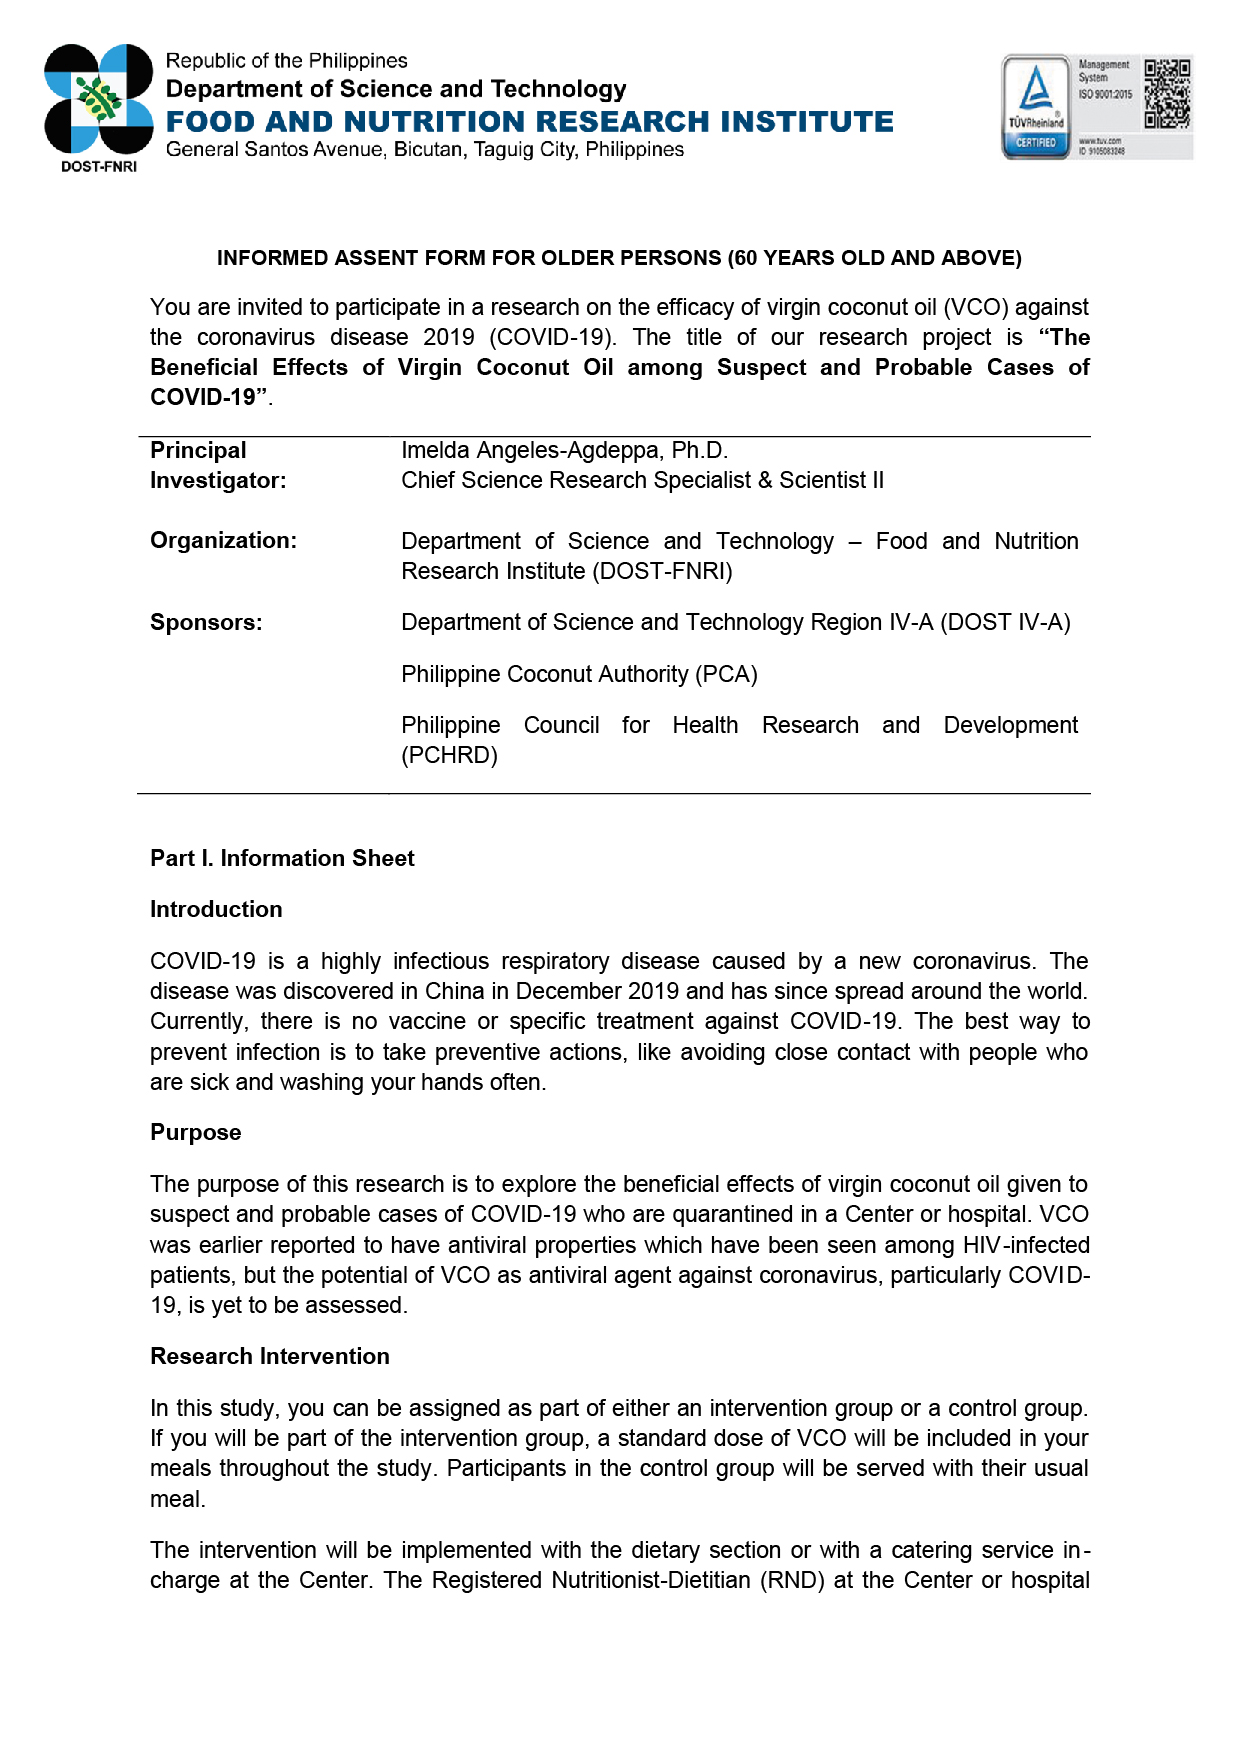 Republic of the Philippines
Department of Science and Technology
FOOD AND NUTRITION RESEARCH INSTITUTE
General Santos Avenue, Bicutan, Taguig City, Philippines
DOST-FNRI
TÜVRheinland
®
CERTIFIED
Management
System
ISO 9001:2015
www.tuv.com
ID 9105083248
INFORMED ASSENT FORM FOR OLDER PERSONS (60 YEARS OLD AND ABOVE)
You are invited to participate in a research on the efficacy of virgin coconut oil (VCO) against
the coronavirus disease 2019 (COVID-19). The title of our research project is “The
Beneficial Effects of Virgin Coconut Oil among Suspect and Probable Cases of
COVID-19”.
Principal
Investigator:
Imelda Angeles-Agdeppa, Ph.D.
Chief Science Research Specialist & Scientist II
Organization:
Department of Science and Technology – Food and Nutrition
Research Institute (DOST-FNRI)
Sponsors:
Department of Science and Technology Region IV-A (DOST IV-A)
Philippine Coconut Authority (PCA)
Philippine Council for Health Research and Development
(PCHRD)
Part I. Information Sheet
Introduction
COVID-19 is a highly infectious respiratory disease caused by a new coronavirus. The
disease was discovered in China in December 2019 and has since spread around the world.
Currently, there is no vaccine or specific treatment against COVID-19. The best way to
prevent infection is to take preventive actions, like avoiding close contact with people who
are sick and washing your hands often.
Purpose
The purpose of this research is to explore the beneficial effects of virgin coconut oil given to
suspect and probable cases of COVID-19 who are quarantined in a Center or hospital. VCO
was earlier reported to have antiviral properties which have been seen among HIV-infected
patients, but the potential of VCO as antiviral agent against coronavirus, particularly COVID-
19, is yet to be assessed.
Research Intervention
In this study, you can be assigned as part of either an intervention group or a control group.
If you will be part of the intervention group, a standard dose of VCO will be included in your
meals throughout the study. Participants in the control group will be served with their usual
meal.
The intervention will be implemented with the dietary section or with a catering service in-
charge at the Center. The Registered Nutritionist-Dietitian (RND) at the Center or hospital